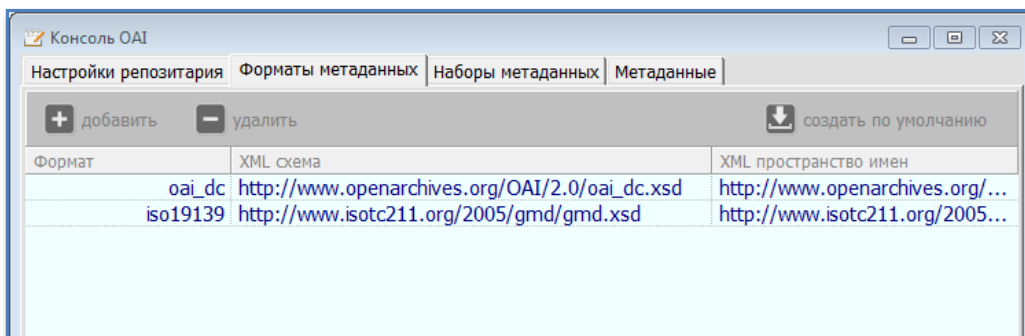 Консоль OAI
Настройки репозитария Форматы метаданных Наборы метаданных Метаданные
добавить удалить создать по умолчанию
Формат XML схема XML пространство имен
oai_dc http://www.openarchives.org/OAI/2.0/oai_dc.xsd http://www.openarchives.org/...
iso19139 http://www.isotc211.org/2005/gmd/gmd.xsd http://www.isotc211.org/2005...